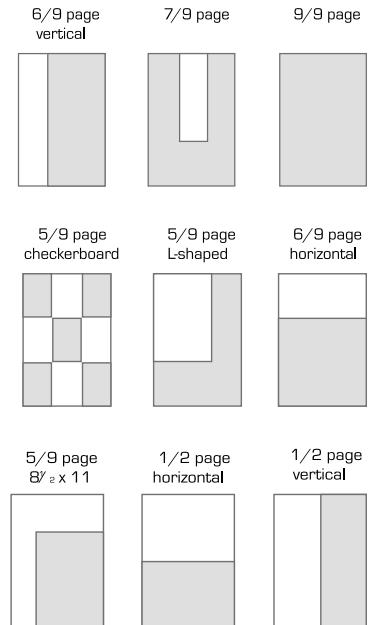 6/9 page
vertical
7/9 page
9/9 page
5/9 page
checkerboard
5/9 page
L-shaped
6/9 page
horizontal
5/9 page
8½ x 11
1/2 page
horizontal
1/2 page
vertical